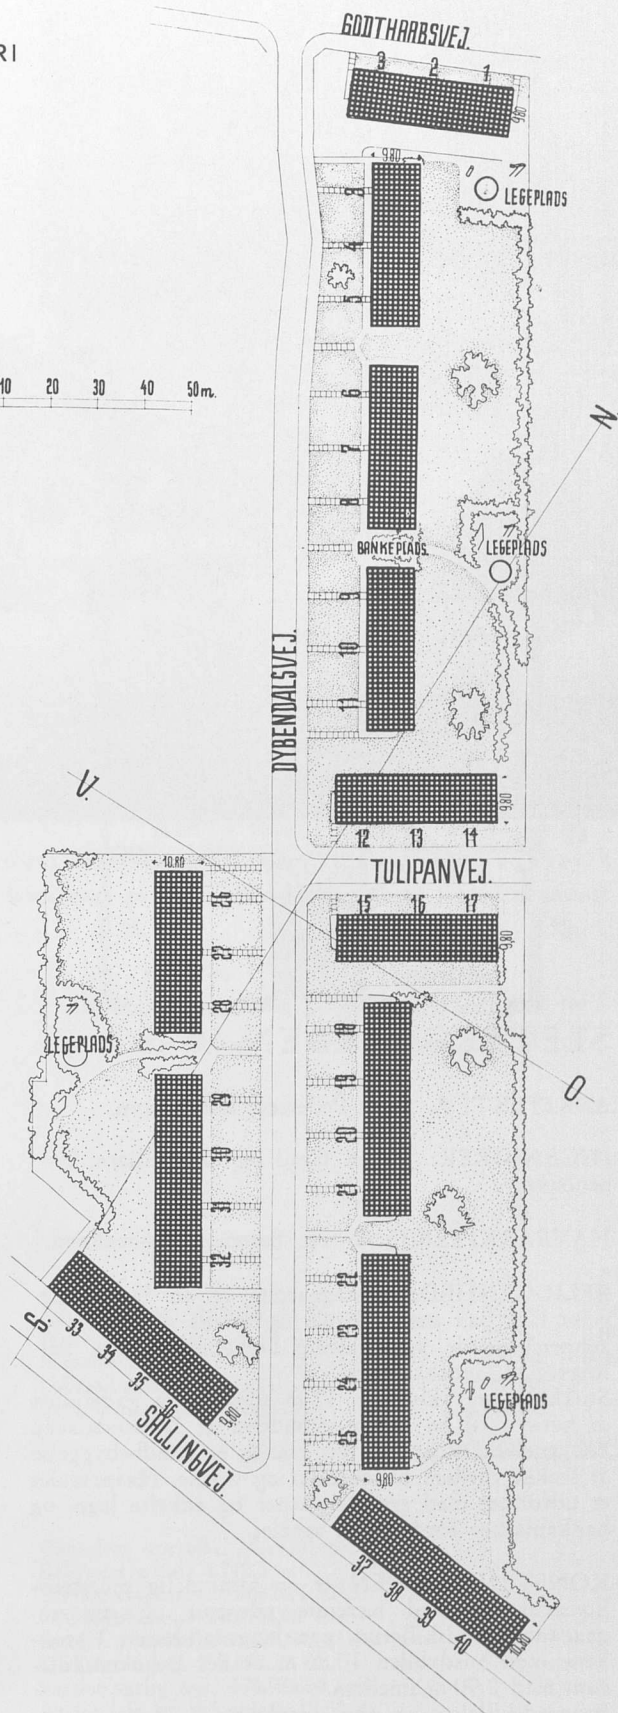 RI
GODTHAABSVEJ.
3 2 1
9.80
9.80
LEGEPLADS
3
4
5
10 20 30 40 50 m.
6
N
7
8
BANKEPLADS.
LEGEPLADS
9
10
DYBENDALSVEJ.
11
V.
9.80
12 13 14
10.80
TULIPANVEJ.
15 16 17
26
9.80
27
28
18
LEGEPLADS
19
Ø.
29
20
30
21
31
32
22
S.
33
34
35
36
9.80
23
24
LEGEPLADS
SALLINGVEJ.
25
9.80
37
38
39
40
10.80